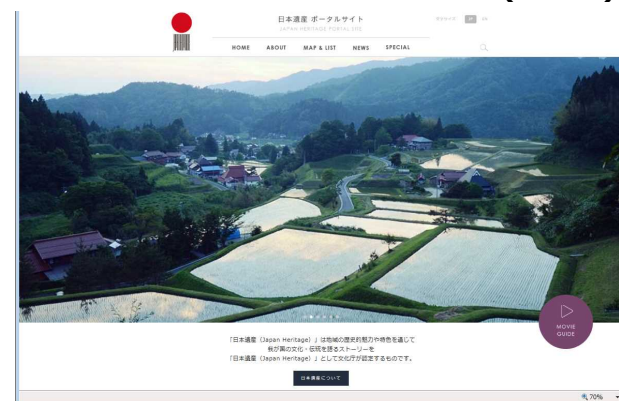 日本遺産 ポータルサイト
JAPAN HERITAGE PORTAL SITE
HOME ABOUT MAP & LIST NEWS SPECIAL
MOVIE
GUIDE
「日本遺産（Japan Heritage）」は地域の歴史的魅力や特色を通じて
我が国の文化・伝統を語るストーリーを
「日本遺産（Japan Heritage）」として文化庁が認定するものです。
日本遺産について
70%